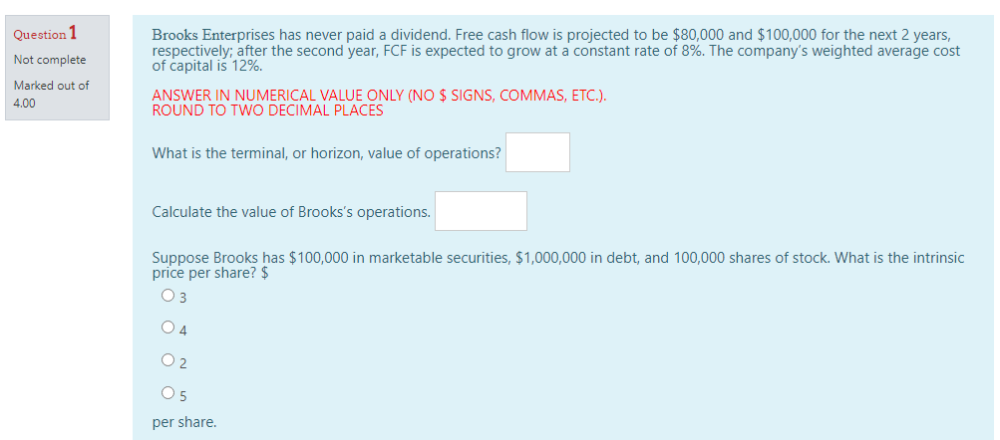 Question 1
Not complete
Marked out of
4.00
Brooks Enterprises has never paid a dividend. Free cash flow is projected to be $80,000 and $100,000 for the next 2 years,
respectively; after the second year, FCF is expected to grow at a constant rate of 8%. The company's weighted average cost
of capital is 12%.
ANSWER IN NUMERICAL VALUE ONLY (NO $ SIGNS, COMMAS, ETC.).
ROUND TO TWO DECIMAL PLACES
What is the terminal, or horizon, value of operations?
Calculate the value of Brooks's operations.
Suppose Brooks has $100,000 in marketable securities, $1,000,000 in debt, and 100,000 shares of stock. What is the intrinsic
price per share? $
3
4
2
5
per share.